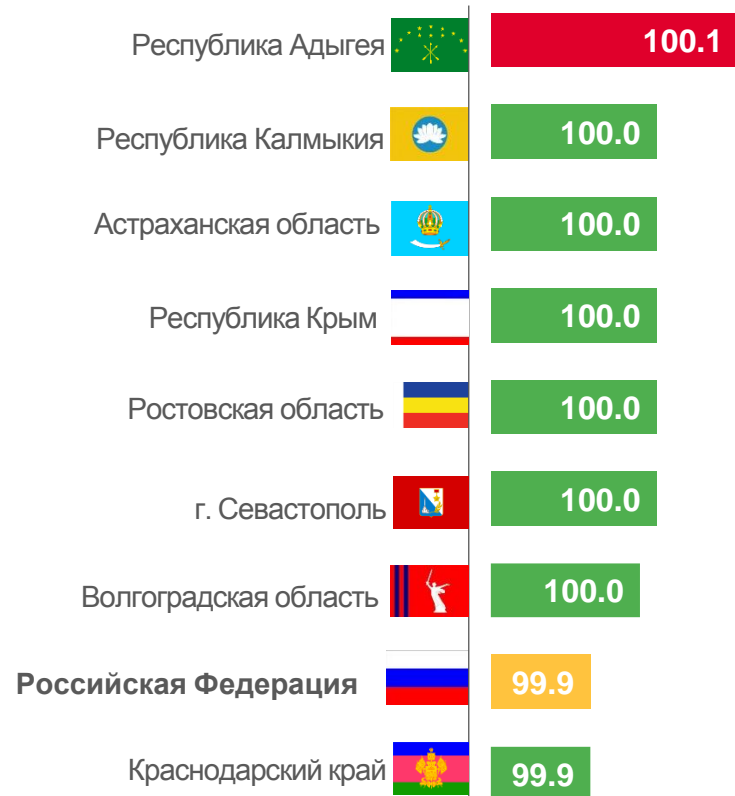 Республика Адыгея 100.1
Республика Калмыкия 100.0
Астраханская область 100.0
Республика Крым 100.0
Ростовская область 100.0
г. Севастополь 100.0
Волгоградская область 100.0
Российская Федерация 99.9
Краснодарский край 99.9